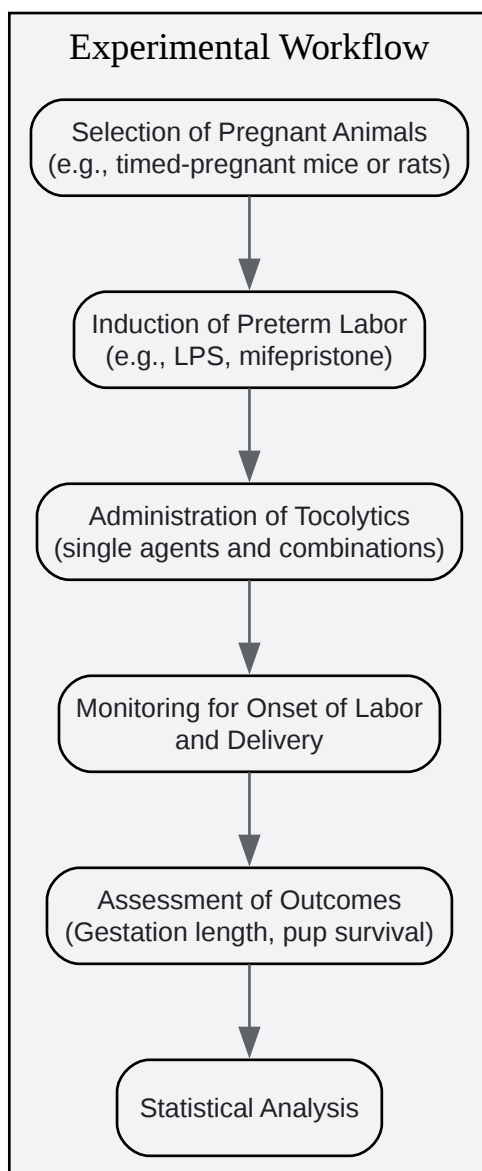 Experimental Workflow
Selection of Pregnant Animals
(e.g., timed-pregnant mice or rats)
Induction of Preterm Labor
(e.g., LPS, mifepristone)
Administration of Tocolytics
(single agents and combinations)
Monitoring for Onset of Labor
and Delivery
Assessment of Outcomes
(Gestation length, pup survival)
Statistical Analysis